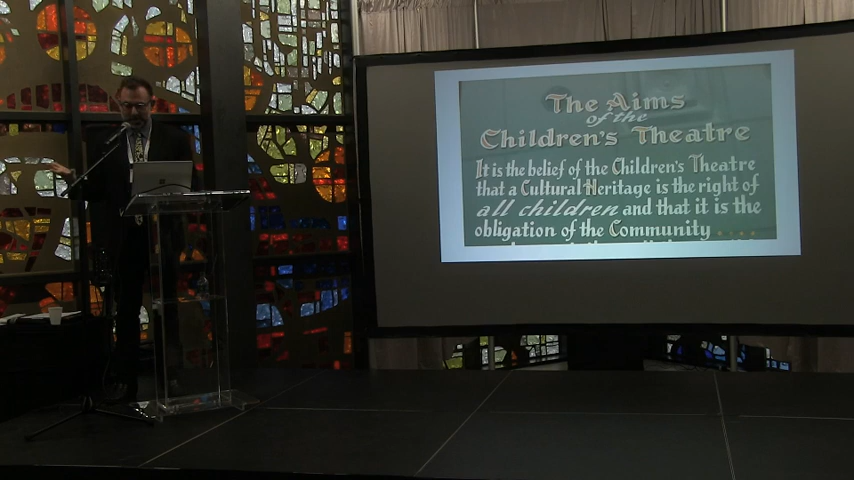 The Aims
of the
Children's Theatre
It is the belief of the Children's Theatre
that a Cultural Heritage is the right of
all children and that it is the
obligation of the Community ....